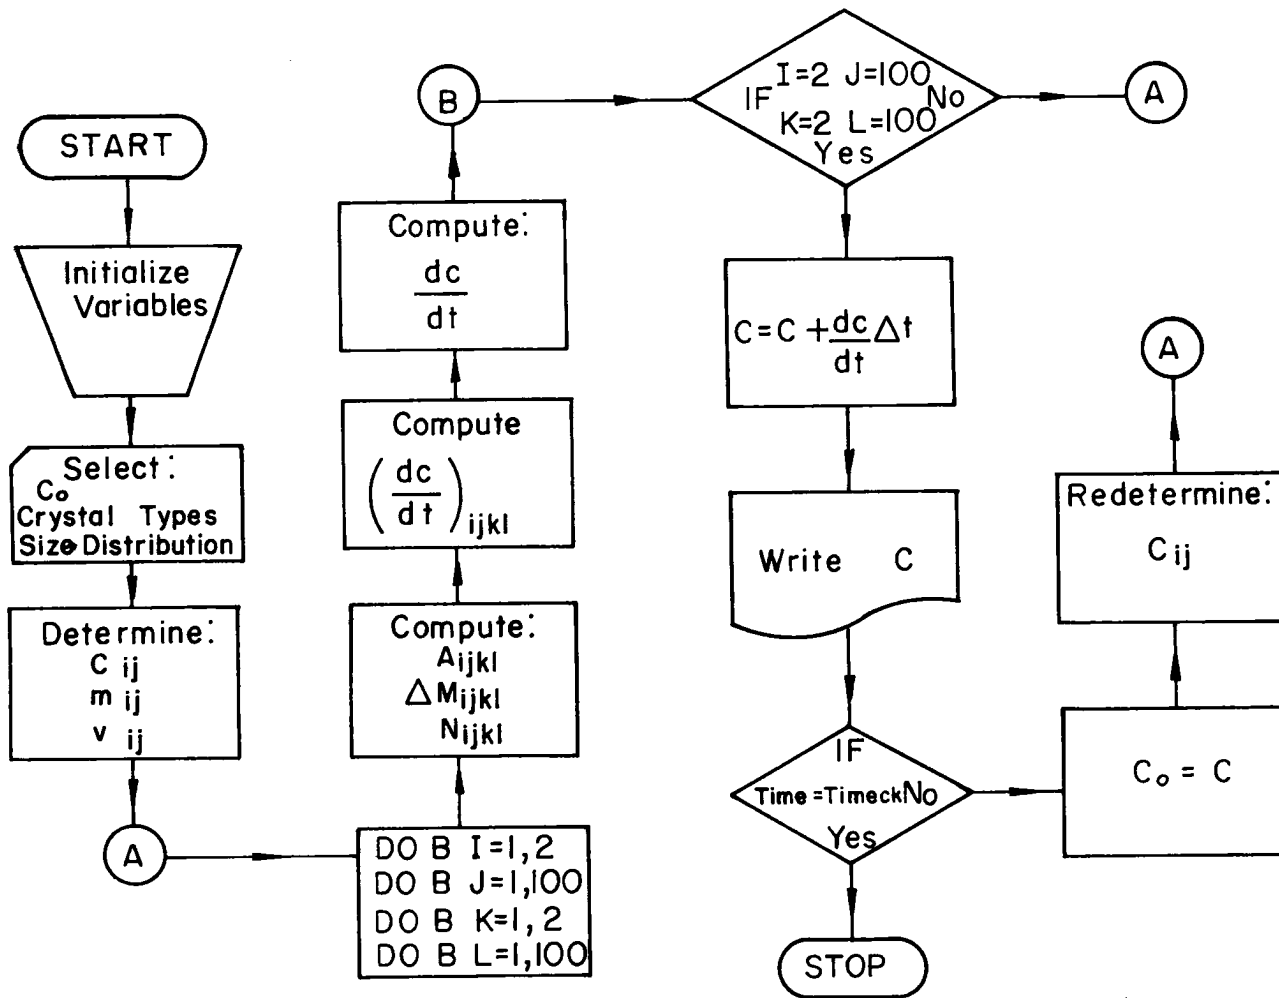 START
Initialize
Variables
Select:
Co
Crystal Types
Size Distribution
Determine:
C ij
m ij
v ij
A
DO B I=1,2
DO B J=1,100
DO B K=1,2
DO B L=1,100
Compute:
Aijkl
ΔMijkl
Nijkl
Compute
(dc/dt)ijkl
Compute:
dc
dt
B
I=2 J=100
IF No
K=2 L=100
Yes
A
C=C+dc/dt Δt
Write C
IF
Time=Timeck No
Yes
STOP
Co = C
Redetermine:
Cij
A